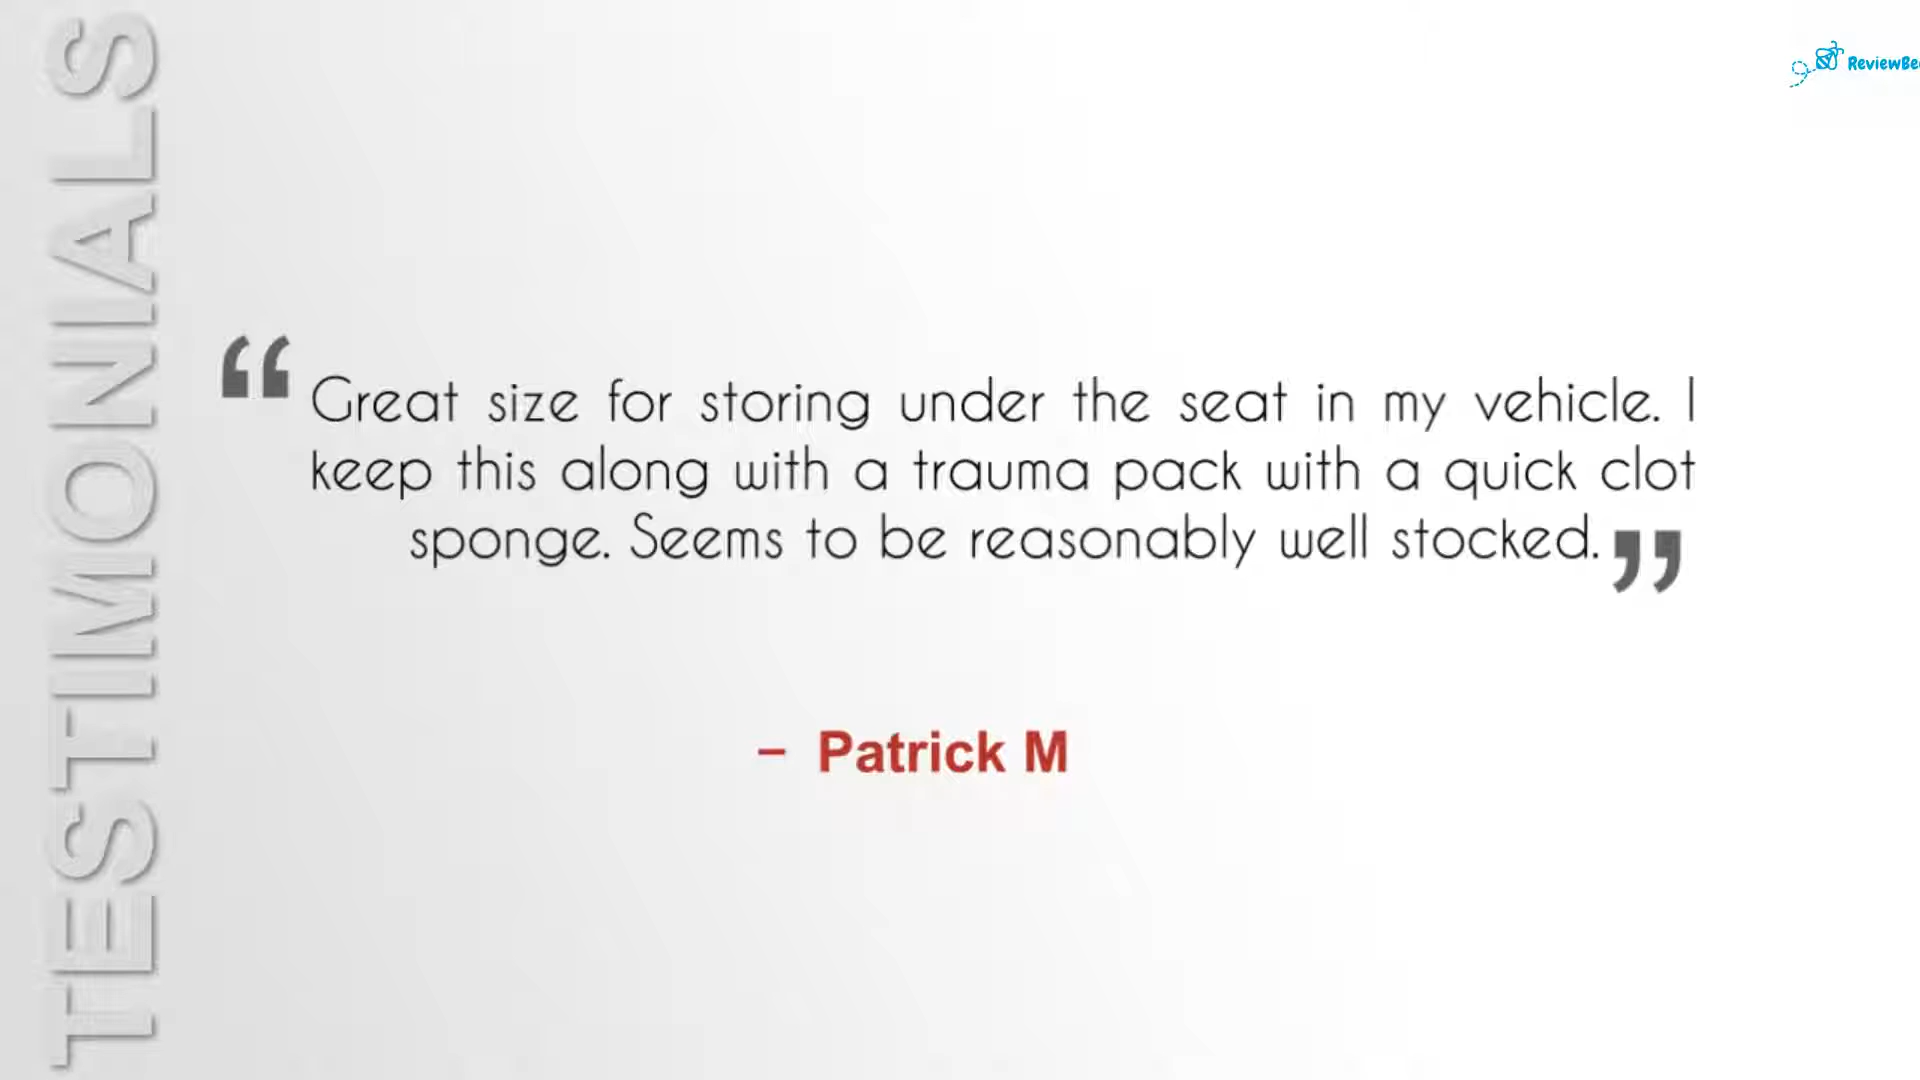 TESTIMONIALS
ReviewBee
“Great size for storing under the seat in my vehicle. I
keep this along with a trauma pack with a quick clot
sponge. Seems to be reasonably well stocked.”
– Patrick M